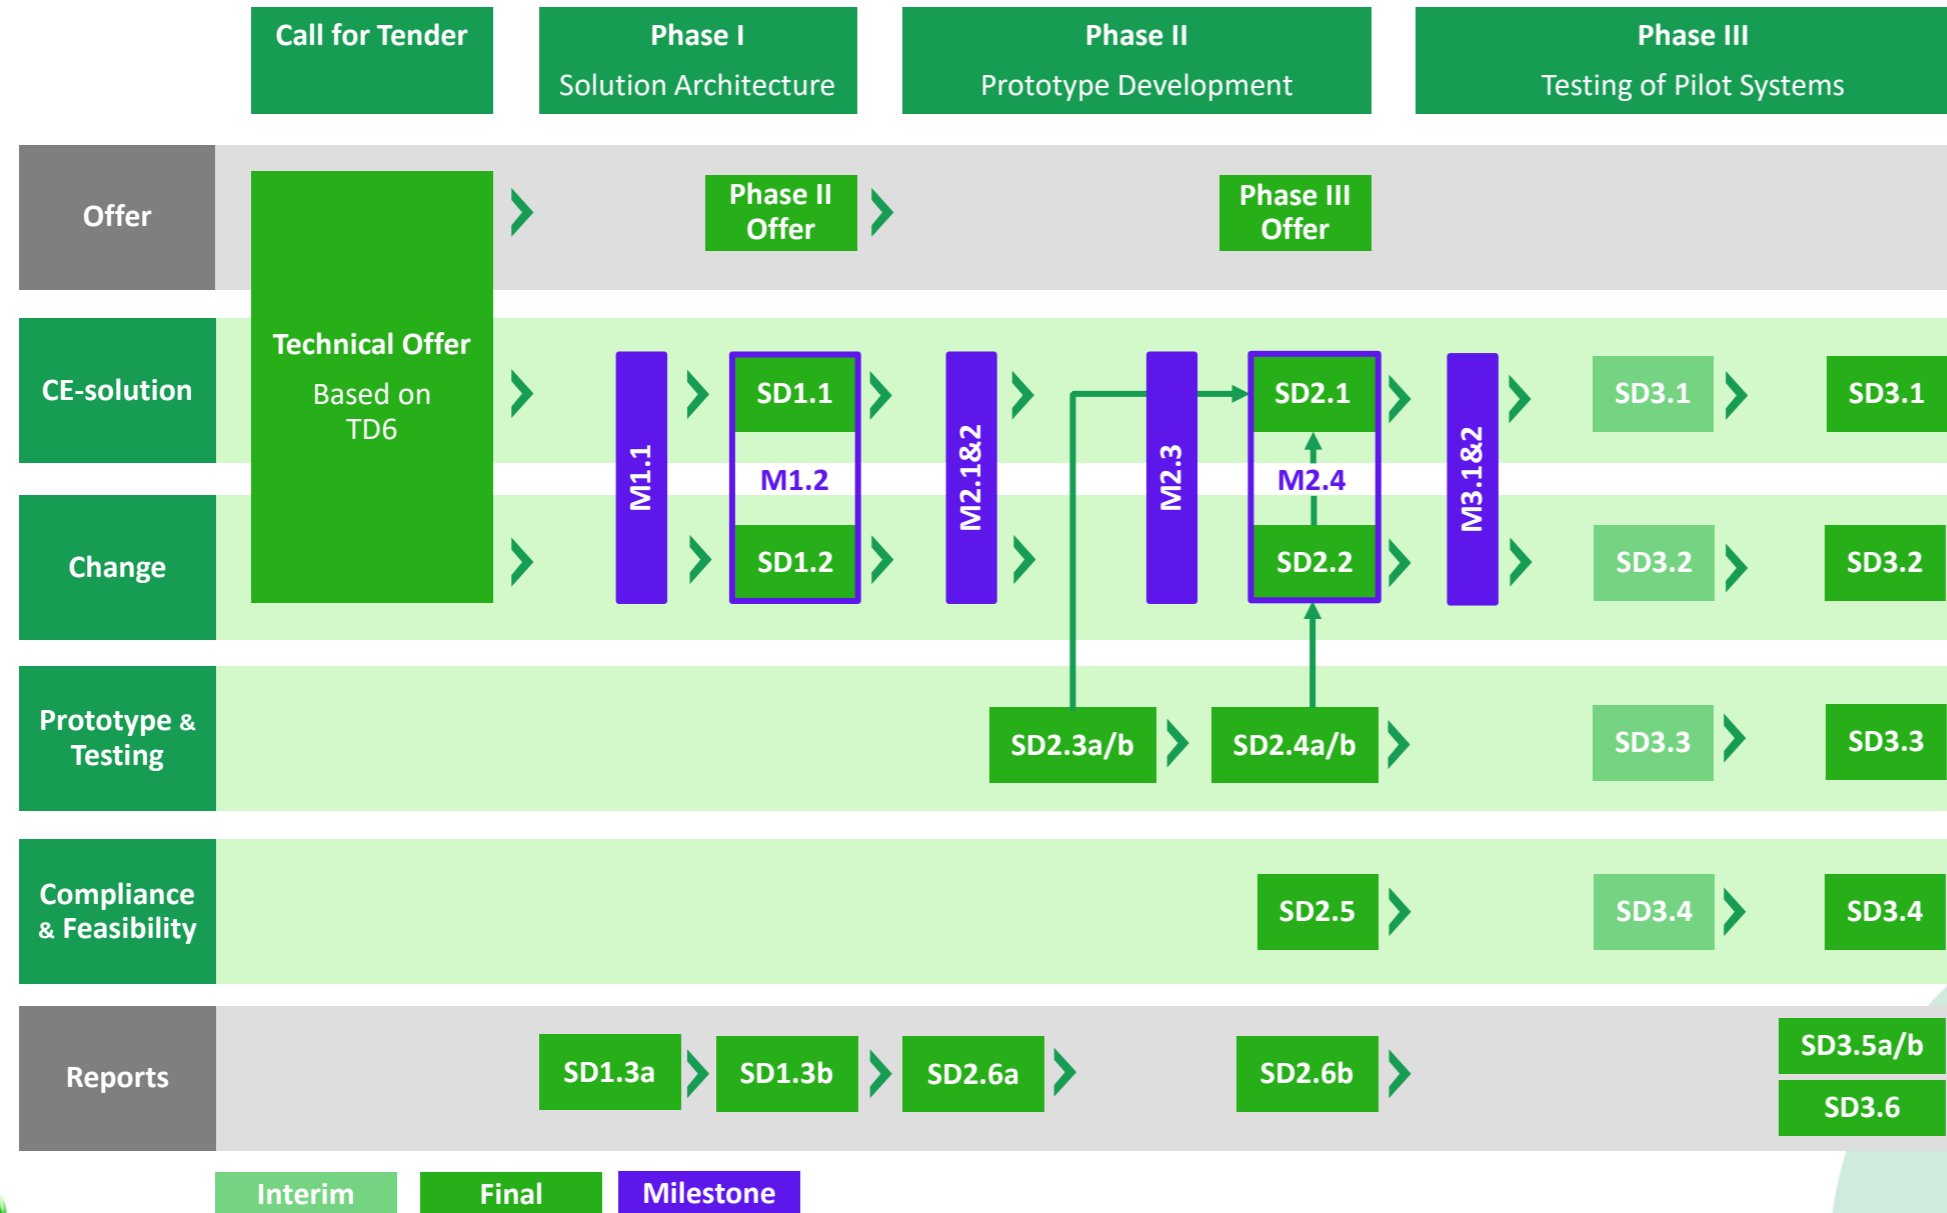 Call for Tender
Phase I
Solution Architecture
Phase II
Prototype Development
Phase III
Testing of Pilot Systems
Offer
Phase II
Offer
Phase III
Offer
Technical Offer
Based on
TD6
CE-solution
M1.1
SD1.1
M1.2
SD1.2
M2.1&2
M2.3
SD2.1
M2.4
SD2.2
M3.1&2
SD3.1
SD3.1
Change
SD3.2
SD3.2
Prototype &
Testing
SD2.3a/b
SD2.4a/b
SD3.3
SD3.3
Compliance
& Feasibility
SD2.5
SD3.4
SD3.4
Reports
SD1.3a
SD1.3b
SD2.6a
SD2.6b
SD3.5a/b
SD3.6
Interim
Final
Milestone